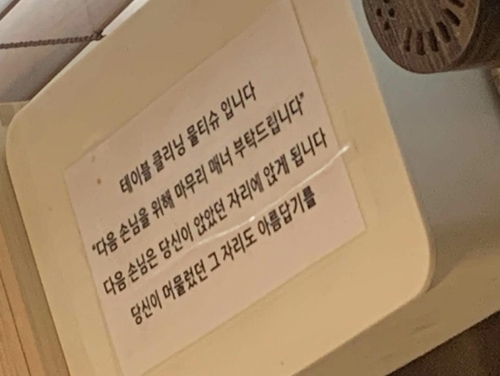 테이블 클리닝 물티슈 입니다
"다음 손님을 위해 마무리 매너 부탁드립니다"
다음 손님은 당신이 앉았던 자리에 앉게 됩니다
당신이 머물렀던 그 자리도 아름답기를